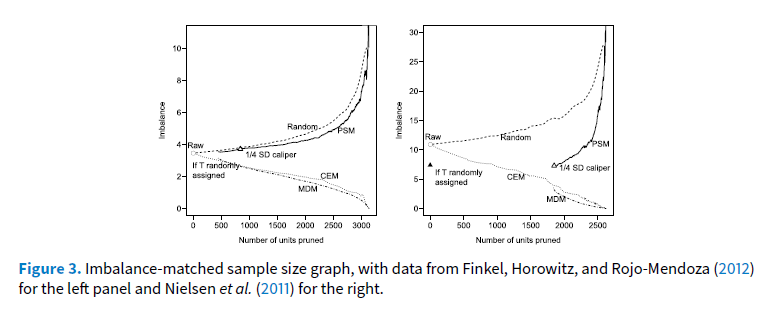 10
8
6
4
2
0
Imbalance
Raw
Random
PSM
1/4 SD caliper
If T randomly
assigned
CEM
MDM
0 500 1000 1500 2000 2500 3000
Number of units pruned
30
25
20
15
10
5
0
Imbalance
Raw
Random
PSM
1/4 SD caliper
If T randomly
assigned
CEM
MDM
0 500 1000 1500 2000 2500
Number of units pruned
Figure 3. Imbalance-matched sample size graph, with data from Finkel, Horowitz, and Rojo-Mendoza (2012)
for the left panel and Nielsen et al. (2011) for the right.